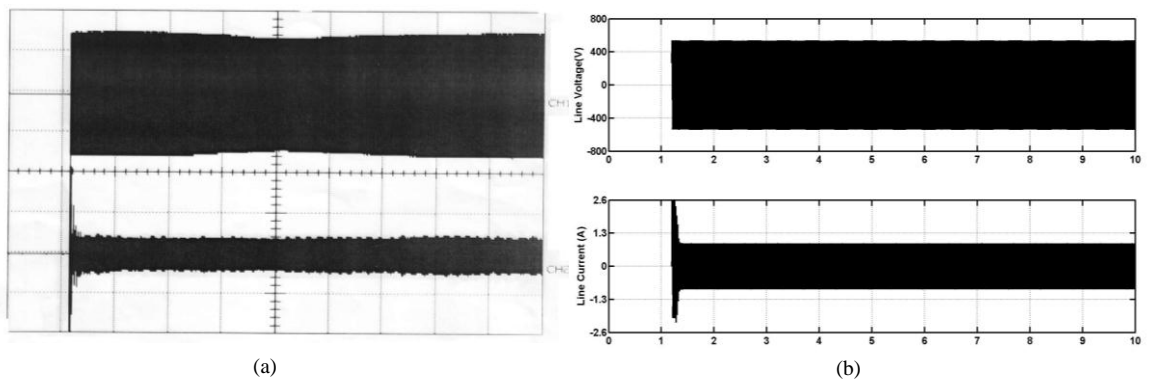 CH1
CH2
(a)
800
400
0
-400
-800
Line Voltage(V)
0 1 2 3 4 5 6 7 8 9 10
2.6
1.3
0
-1.3
-2.6
Line Current (A)
0 1 2 3 4 5 6 7 8 9 10
(b)